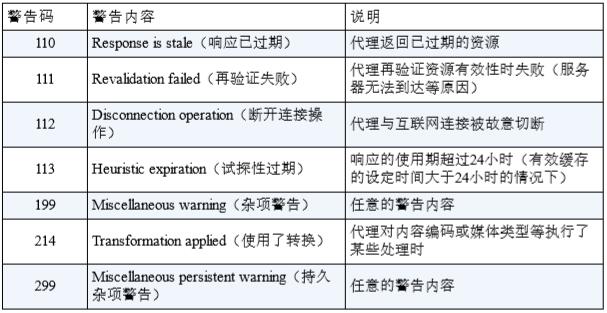 警告码 警告内容 说明
110 Response is stale（响应已过期） 代理返回已过期的资源
111 Revalidation failed（再验证失败） 代理再验证资源有效性时失败（服务
器无法到达等原因）
112 Disconnection operation（断开连接操
作） 代理与互联网连接被故意切断
113 Heuristic expiration（试探性过期） 响应的使用期超过24小时（有效缓存
的设定时间大于24小时的情况下）
199 Miscellaneous warning（杂项警告） 任意的警告内容
214 Transformation applied（使用了转换） 代理对内容编码或媒体类型等执行了
某些处理时
299 Miscellaneous persistent warning（持久
杂项警告） 任意的警告内容